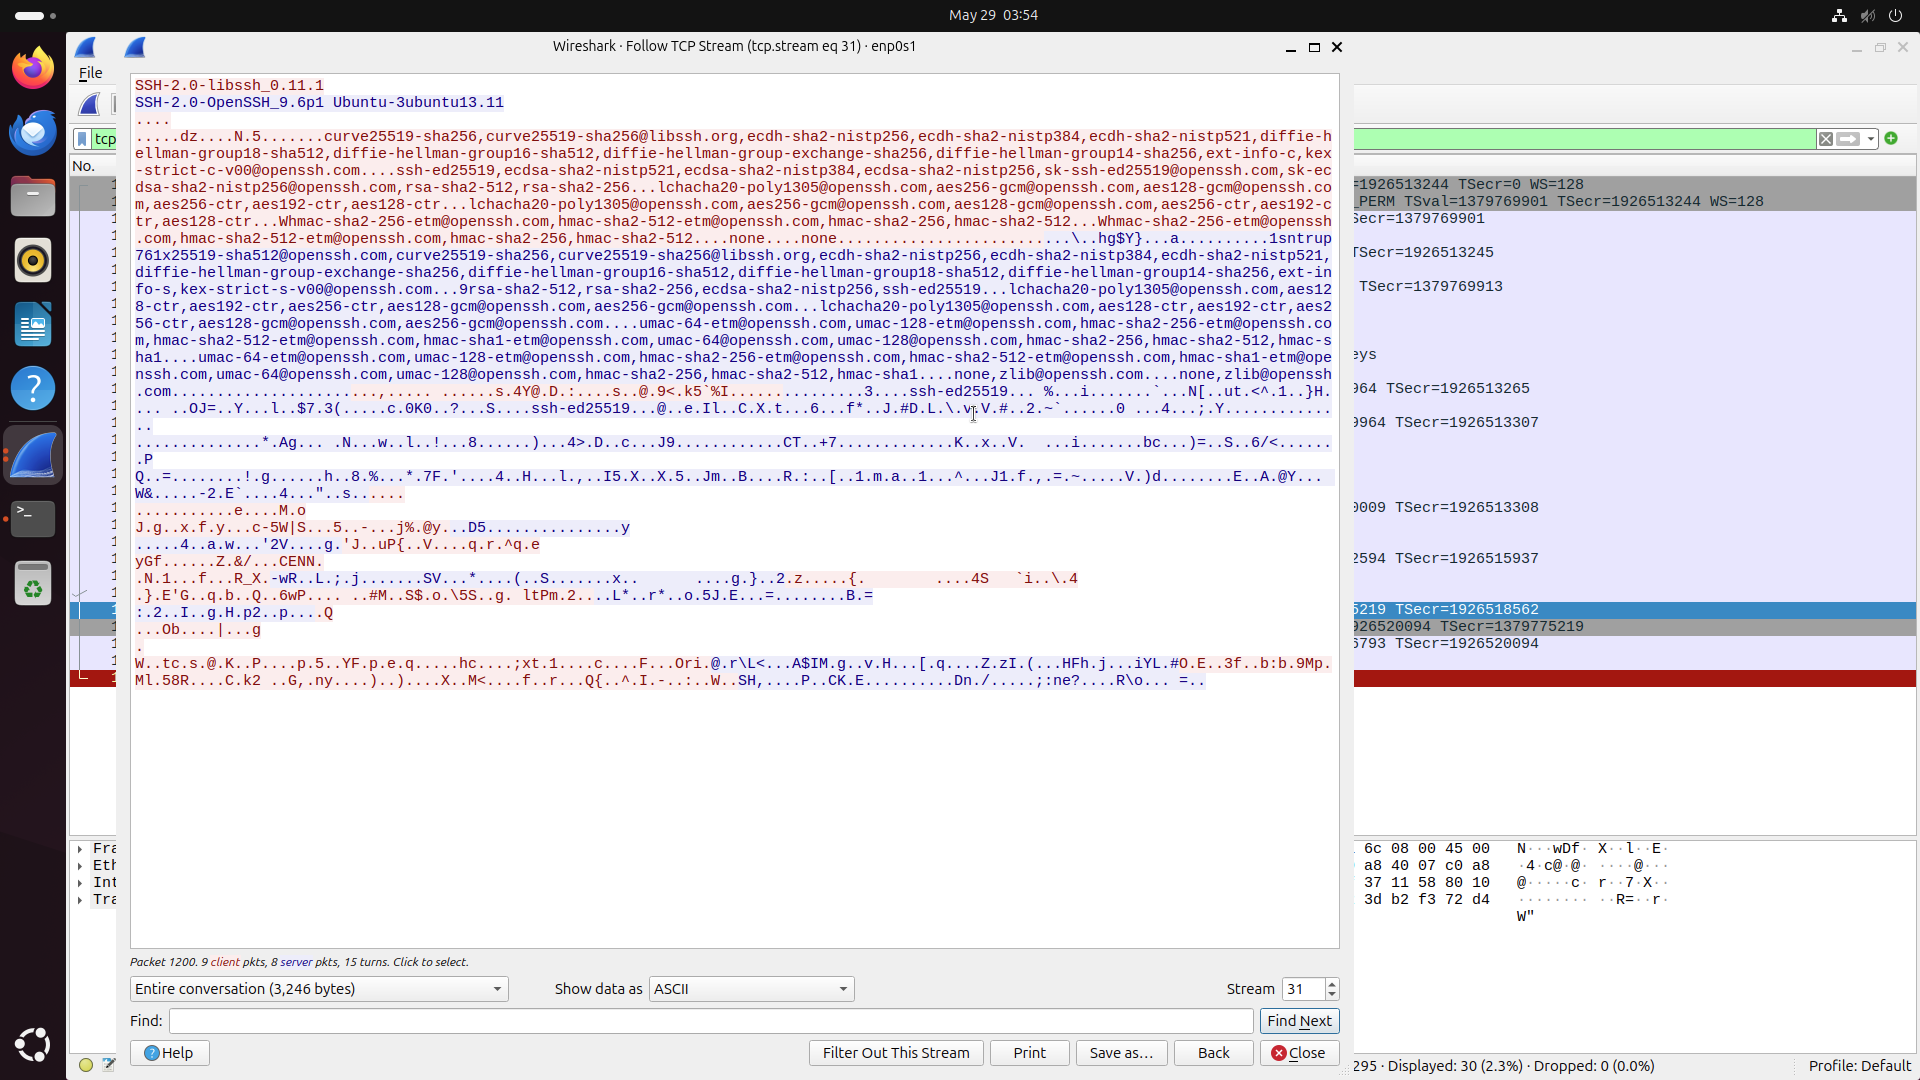 May 29 03:54
Wireshark · Follow TCP Stream (tcp.stream eq 31) · enp0s1
File
tcp
No.
SSH-2.0-libssh_0.11.1
SSH-2.0-OpenSSH_9.6p1 Ubuntu-3ubuntu13.11
....
.....dz....N.5.......curve25519-sha256,curve25519-sha256@libssh.org,ecdh-sha2-nistp256,ecdh-sha2-nistp384,ecdh-sha2-nistp521,diffie-h
ellman-group18-sha512,diffie-hellman-group16-sha512,diffie-hellman-group-exchange-sha256,diffie-hellman-group14-sha256,ext-info-c,kex
-strict-c-v00@openssh.com....ssh-ed25519,ecdsa-sha2-nistp521,ecdsa-sha2-nistp384,ecdsa-sha2-nistp256,sk-ssh-ed25519@openssh.com,sk-ec
dsa-sha2-nistp256@openssh.com,rsa-sha2-512,rsa-sha2-256...lchacha20-poly1305@openssh.com,aes256-gcm@openssh.com,aes128-gcm@openssh.co
m,aes256-ctr,aes192-ctr,aes128-ctr...lchacha20-poly1305@openssh.com,aes256-gcm@openssh.com,aes128-gcm@openssh.com,aes256-ctr,aes192-c
tr,aes128-ctr...Whmac-sha2-256-etm@openssh.com,hmac-sha2-512-etm@openssh.com,hmac-sha2-256,hmac-sha2-512...Whmac-sha2-256-etm@openssh
.com,hmac-sha2-512-etm@openssh.com,hmac-sha2-256,hmac-sha2-512....none....none..........................\..hg$Y}...a..........1sntrup
761x25519-sha512@openssh.com,curve25519-sha256,curve25519-sha256@libssh.org,ecdh-sha2-nistp256,ecdh-sha2-nistp384,ecdh-sha2-nistp521,
diffie-hellman-group-exchange-sha256,diffie-hellman-group16-sha512,diffie-hellman-group18-sha512,diffie-hellman-group14-sha256,ext-in
fo-s,kex-strict-s-v00@openssh.com...9rsa-sha2-512,rsa-sha2-256,ecdsa-sha2-nistp256,ssh-ed25519...lchacha20-poly1305@openssh.com,aes12
8-ctr,aes192-ctr,aes256-ctr,aes128-gcm@openssh.com,aes256-gcm@openssh.com...lchacha20-poly1305@openssh.com,aes128-ctr,aes192-ctr,aes2
56-ctr,aes128-gcm@openssh.com,aes256-gcm@openssh.com....umac-64-etm@openssh.com,umac-128-etm@openssh.com,hmac-sha2-256-etm@openssh.co
m,hmac-sha2-512-etm@openssh.com,hmac-sha1-etm@openssh.com,umac-64@openssh.com,umac-128@openssh.com,hmac-sha2-256,hmac-sha2-512,hmac-s
ha1....umac-64-etm@openssh.com,umac-128-etm@openssh.com,hmac-sha2-256-etm@openssh.com,hmac-sha2-512-etm@openssh.com,hmac-sha1-etm@ope
nssh.com,umac-64@openssh.com,umac-128@openssh.com,hmac-sha2-256,hmac-sha2-512,hmac-sha1....none,zlib@openssh.com....none,zlib@openssh
.com.......................,..... ......s.4Y@.D.:....s..@.9<.k5`%I...............3....ssh-ed25519... %...i.......`...N[..ut.<^.1..}H.
... ..OJ=..Y...l..$7.3(.....c.0K0..?...S....ssh-ed25519...@..e.Il..C.X.t...6...f*..J.#D.L.\.v.V.#..2.~`......0 ...4...;.Y............
..
..............*.Ag... .N...w..l..!...8......)...4>.D..c...J9............CT..+7.............K..x..V. ...i.......bc...)=..S..6/<......
.P
Q..=........!.g......h..8.%...*.7F.'....4..H...l.,..I5.X..X.5..Jm..B....R.:..[..1.m.a..1...^...J1.f.,.=.~.....V.)d........E..A.@Y...
W&.....-2.E`....4..."..s......
...........e....M.o
J.g..x.f.y...c-5W|S...5..-...j%.@y...D5...............y
.....4..a.w...'2V....g.'J..uP{..V....q.r.^q.e
yGf......Z.&/...CENN.
.N.1...f...R_X.-wR..L.;.j.......SV...*....(..S.......x.. ....g.}..2.z.....{. ....4S `i..\.4
.}.E'G..q.b..Q..6wP.... ..#M..S$.o.\5S..g. ltPm.2....L*..r*..o.5J.E...=........B.=
:.2..I..g.H.p2..p....Q
...Ob....|...g
.
W..tc.s.@.K..P....p.5..YF.p.e.q.....hc....;xt.1....c....F...Ori.@.r\L<...A$IM.g..v.H...[.q....Z.zI.(...HFh.j...iYL.#O.E..3f..b:b.9Mp.
Ml.58R....C.k2 ..G,.ny....)..)....X..M<....f..r...Q{..^.I.-..:..W..SH,....P..CK.E..........Dn./.....;:ne?....R\o... =..
=1926513244 TSecr=0 WS=128
_PERM TSval=1379769901 TSecr=1926513244 WS=128
Secr=1379769901
TSecr=1926513245
TSecr=1379769913
eys
964 TSecr=1926513265
9964 TSecr=1926513307
0009 TSecr=1926513308
2594 TSecr=1926515937
5219 TSecr=1926518562
926520094 TSecr=1379775219
6793 TSecr=1926520094
Fra
Eth
Int
Tra
6c 08 00 45 00 N···wDf· X··l··E·
a8 40 07 c0 a8 ·4·c@·@· ····@···
37 11 58 80 10 @·····c· r··7·X··
3d b2 f3 72 d4 ········ ··R=··r·
W"
Packet 1200. 9 client pkts, 8 server pkts, 15 turns. Click to select.
Entire conversation (3,246 bytes)
Show data as
ASCII
Stream
31
Find:
Find Next
Help
Filter Out This Stream
Print
Save as…
Back
Close
295 · Displayed: 30 (2.3%) · Dropped: 0 (0.0%)
Profile: Default